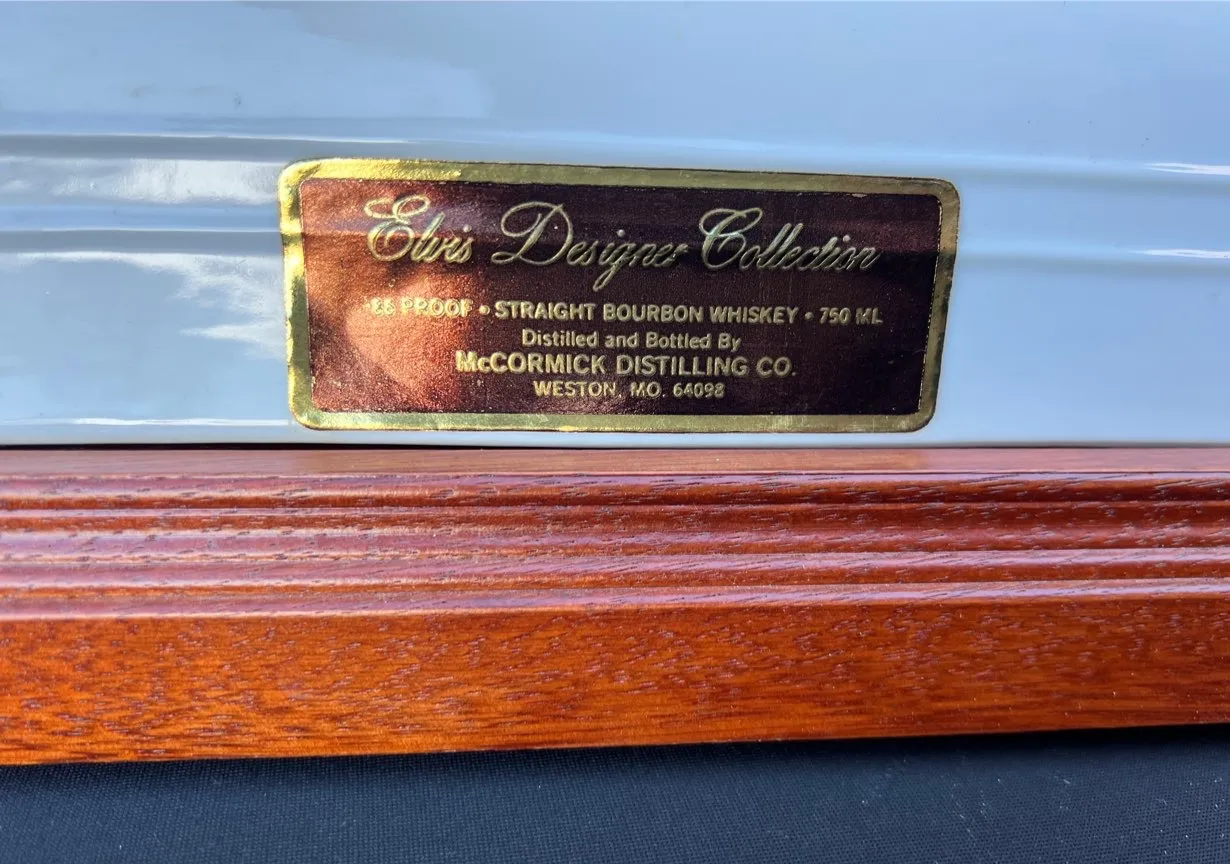 Elvis Designer Collection
86 PROOF • STRAIGHT BOURBON WHISKEY • 750 ML
Distilled and Bottled By
McCORMICK DISTILLING CO.
WESTON, MO. 64098